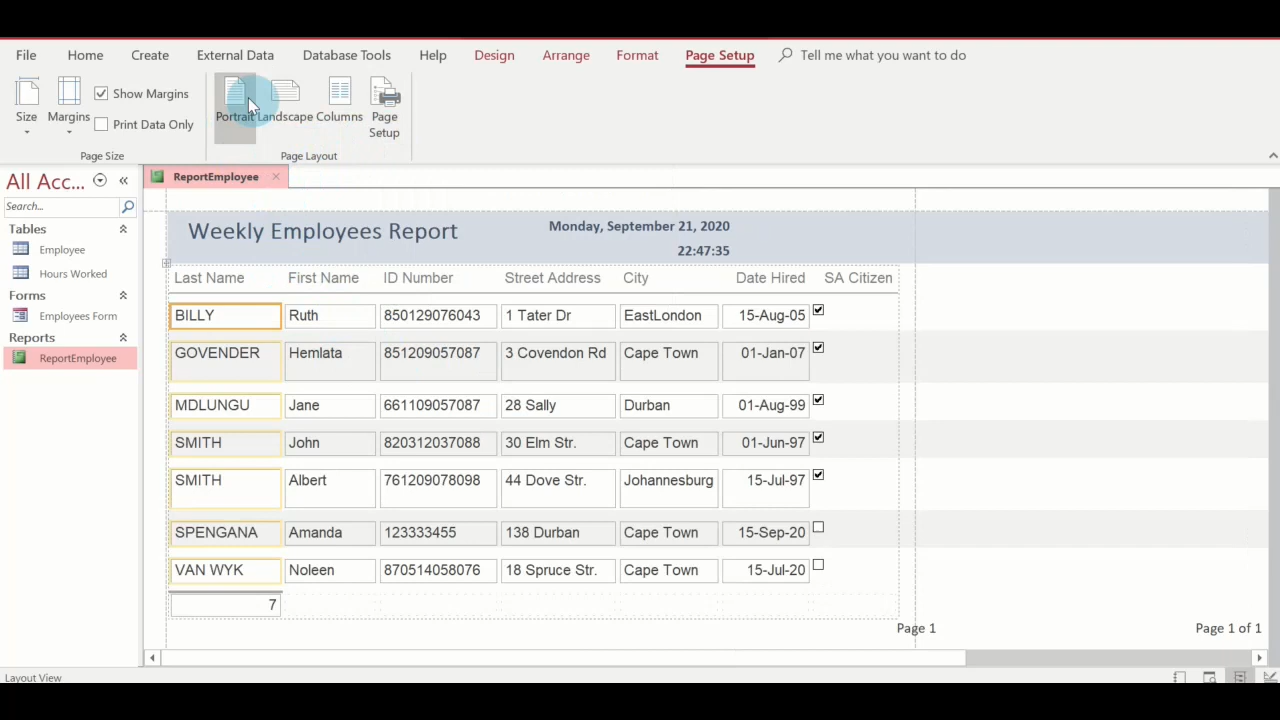 File Home Create External Data Database Tools Help Design Arrange Format Page Setup Tell me what you want to do
Size Margins Show Margins Print Data Only Portrait Landscape Columns Page Setup
Page Size Page Layout
All Acc... ReportEmployee
Search...
Tables
Employee
Hours Worked
Forms
Employees Form
Reports
ReportEmployee
Weekly Employees Report Monday, September 21, 2020
22:47:35
Last Name First Name ID Number Street Address City Date Hired SA Citizen
BILLY Ruth 850129076043 1 Tater Dr EastLondon 15-Aug-05
GOVENDER Hemlata 851209057087 3 Covendon Rd Cape Town 01-Jan-07
MDLUNGU Jane 661109057087 28 Sally Durban 01-Aug-99
SMITH John 820312037088 30 Elm Str. Cape Town 01-Jun-97
SMITH Albert 761209078098 44 Dove Str. Johannesburg 15-Jul-97
SPENGANA Amanda 123333455 138 Durban Cape Town 15-Sep-20
VAN WYK Noleen 870514058076 18 Spruce Str. Cape Town 15-Jul-20
7
Page 1 Page 1 of 1
Layout View